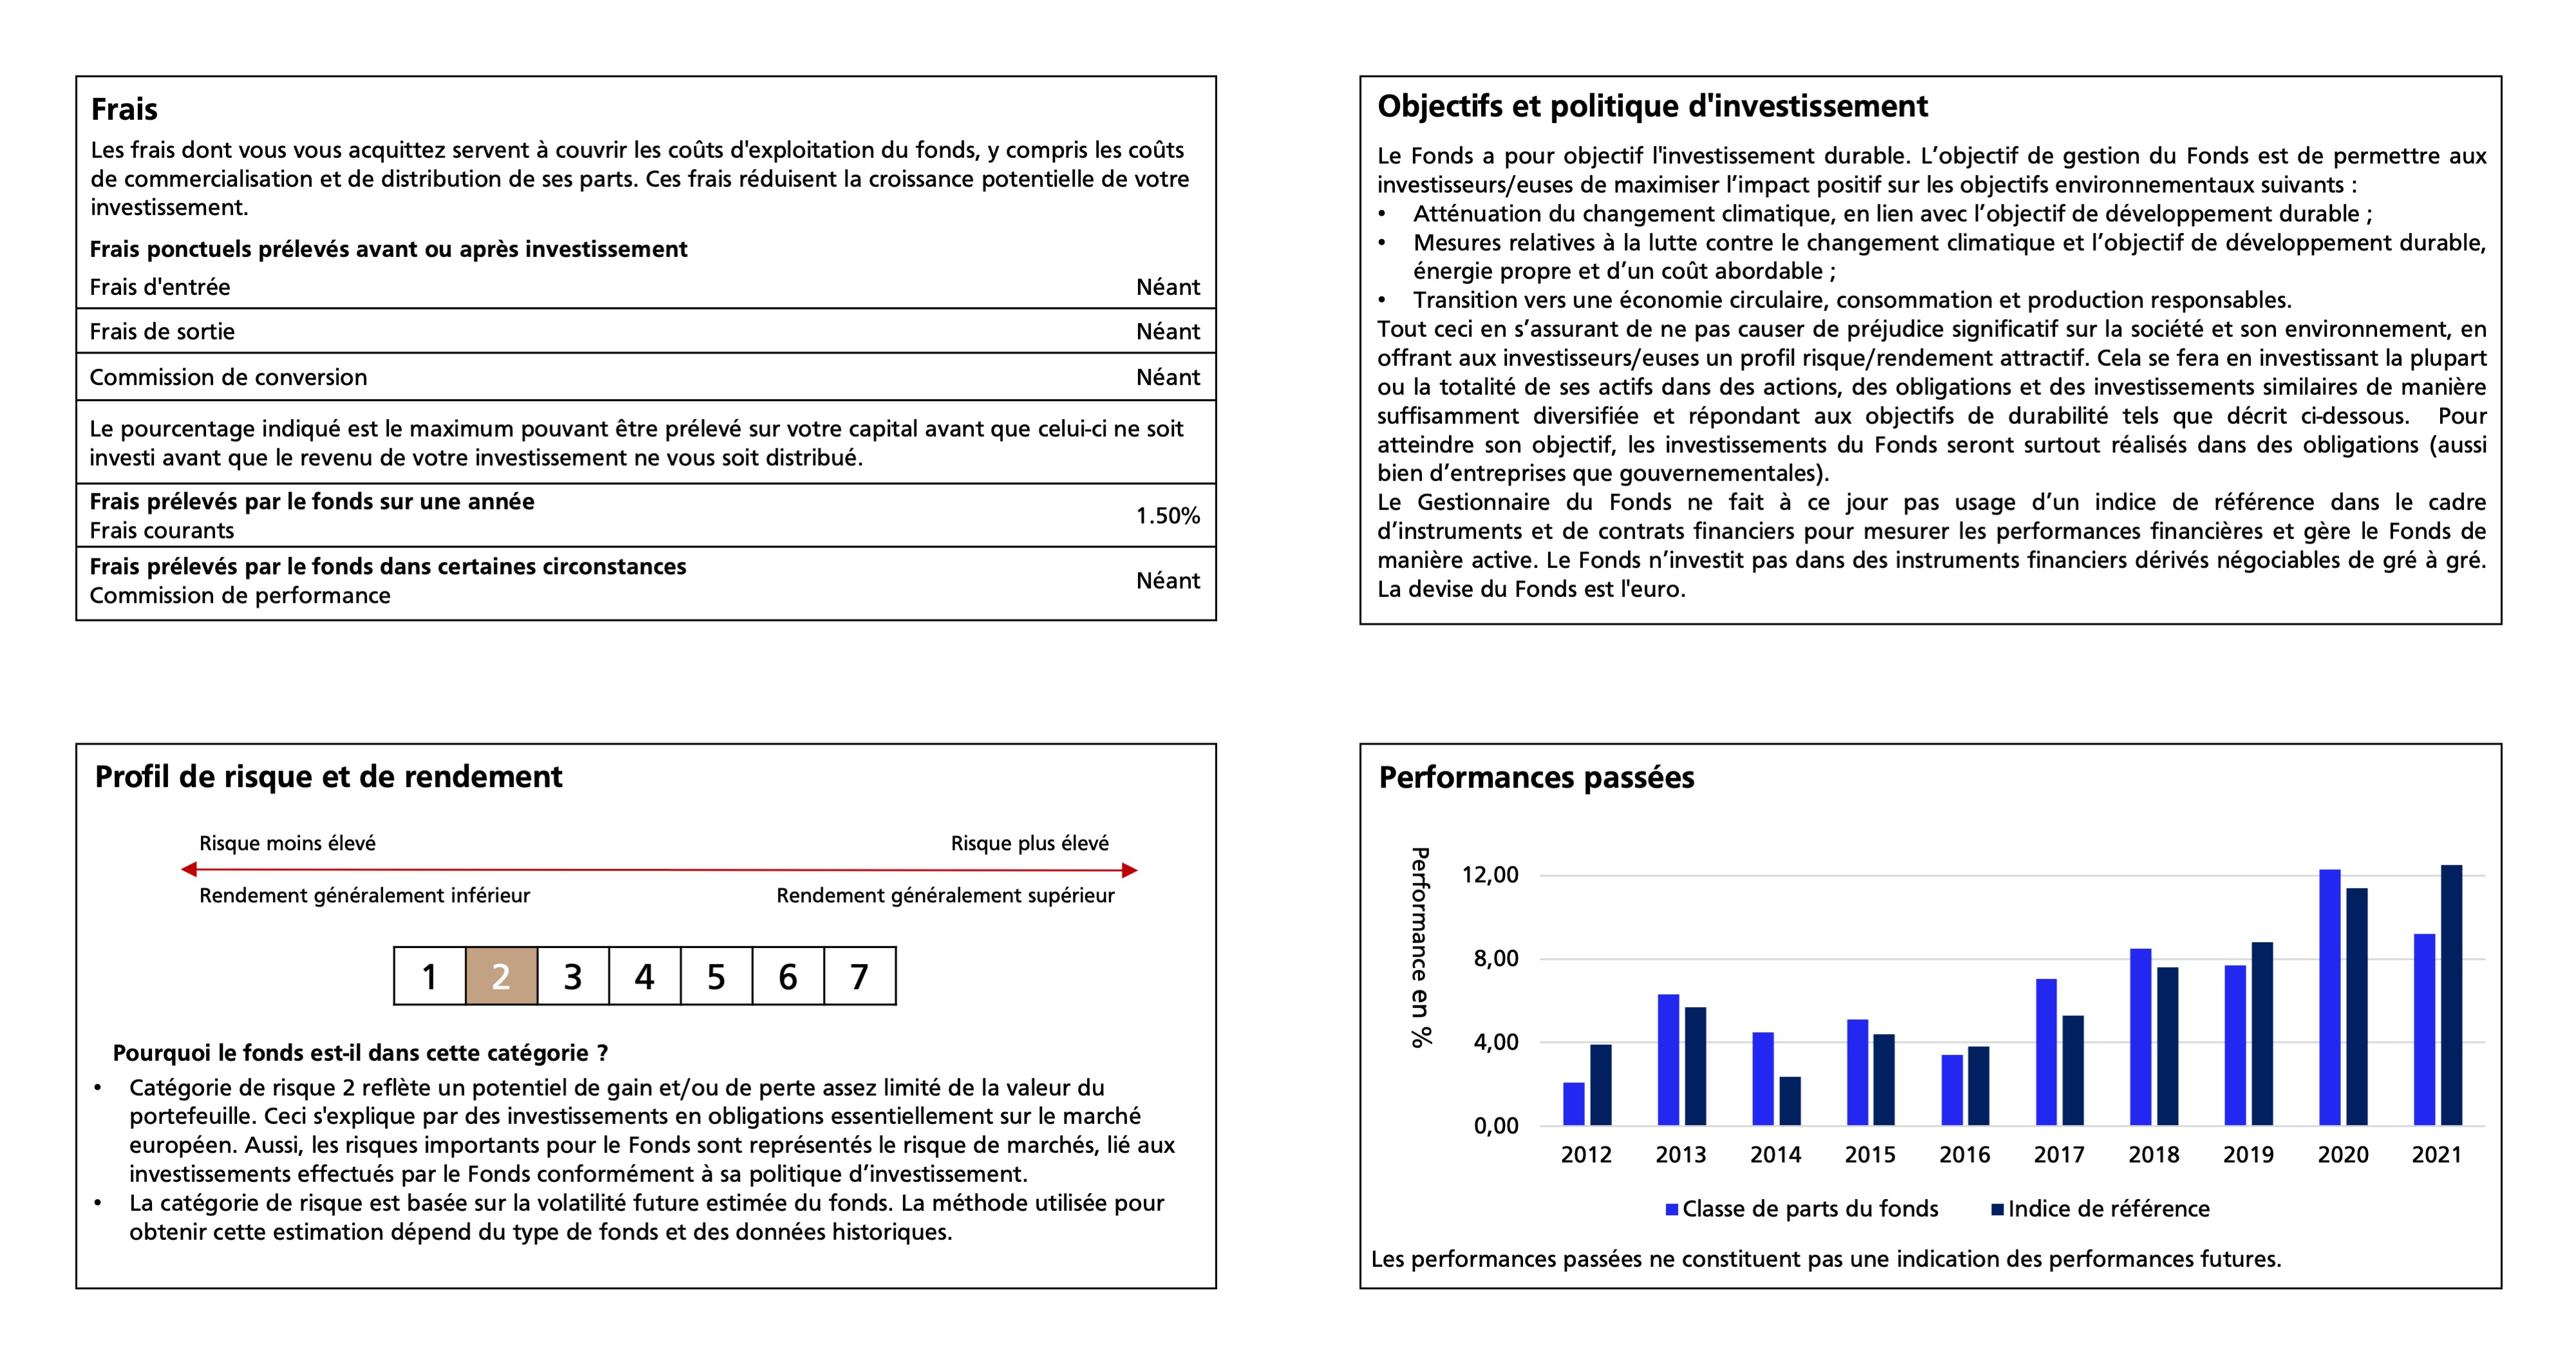 Frais
Les frais dont vous vous acquittez servent à couvrir les coûts d'exploitation du fonds, y compris les coûts
de commercialisation et de distribution de ses parts. Ces frais réduisent la croissance potentielle de votre
investissement.
Frais ponctuels prélevés avant ou après investissement
Frais d'entrée Néant
Frais de sortie Néant
Commission de conversion Néant
Le pourcentage indiqué est le maximum pouvant être prélevé sur votre capital avant que celui-ci ne soit
investi avant que le revenu de votre investissement ne vous soit distribué.
Frais prélevés par le fonds sur une année
Frais courants 1.50%
Frais prélevés par le fonds dans certaines circonstances
Commission de performance Néant
Objectifs et politique d'investissement
Le Fonds a pour objectif l'investissement durable. L’objectif de gestion du Fonds est de permettre aux
investisseurs/euses de maximiser l’impact positif sur les objectifs environnementaux suivants :
• Atténuation du changement climatique, en lien avec l’objectif de développement durable ;
• Mesures relatives à la lutte contre le changement climatique et l’objectif de développement durable,
énergie propre et d’un coût abordable ;
• Transition vers une économie circulaire, consommation et production responsables.
Tout ceci en s’assurant de ne pas causer de préjudice significatif sur la société et son environnement, en
offrant aux investisseurs/euses un profil risque/rendement attractif. Cela se fera en investissant la plupart
ou la totalité de ses actifs dans des actions, des obligations et des investissements similaires de manière
suffisamment diversifiée et répondant aux objectifs de durabilité tels que décrit ci-dessous. Pour
atteindre son objectif, les investissements du Fonds seront surtout réalisés dans des obligations (aussi
bien d’entreprises que gouvernementales).
Le Gestionnaire du Fonds ne fait à ce jour pas usage d’un indice de référence dans le cadre
d’instruments et de contrats financiers pour mesurer les performances financières et gère le Fonds de
manière active. Le Fonds n’investit pas dans des instruments financiers dérivés négociables de gré à gré.
La devise du Fonds est l'euro.
Profil de risque et de rendement
Risque moins élevé Risque plus élevé
Rendement généralement inférieur Rendement généralement supérieur
1 2 3 4 5 6 7
Pourquoi le fonds est-il dans cette catégorie ?
• Catégorie de risque 2 reflète un potentiel de gain et/ou de perte assez limité de la valeur du
portefeuille. Ceci s'explique par des investissements en obligations essentiellement sur le marché
européen. Aussi, les risques importants pour le Fonds sont représentés le risque de marchés, lié aux
investissements effectués par le Fonds conformément à sa politique d’investissement.
• La catégorie de risque est basée sur la volatilité future estimée du fonds. La méthode utilisée pour
obtenir cette estimation dépend du type de fonds et des données historiques.
Performances passées
Performance en %
12,00
8,00
4,00
0,00
2012 2013 2014 2015 2016 2017 2018 2019 2020 2021
Classe de parts du fonds Indice de référence
Les performances passées ne constituent pas une indication des performances futures.